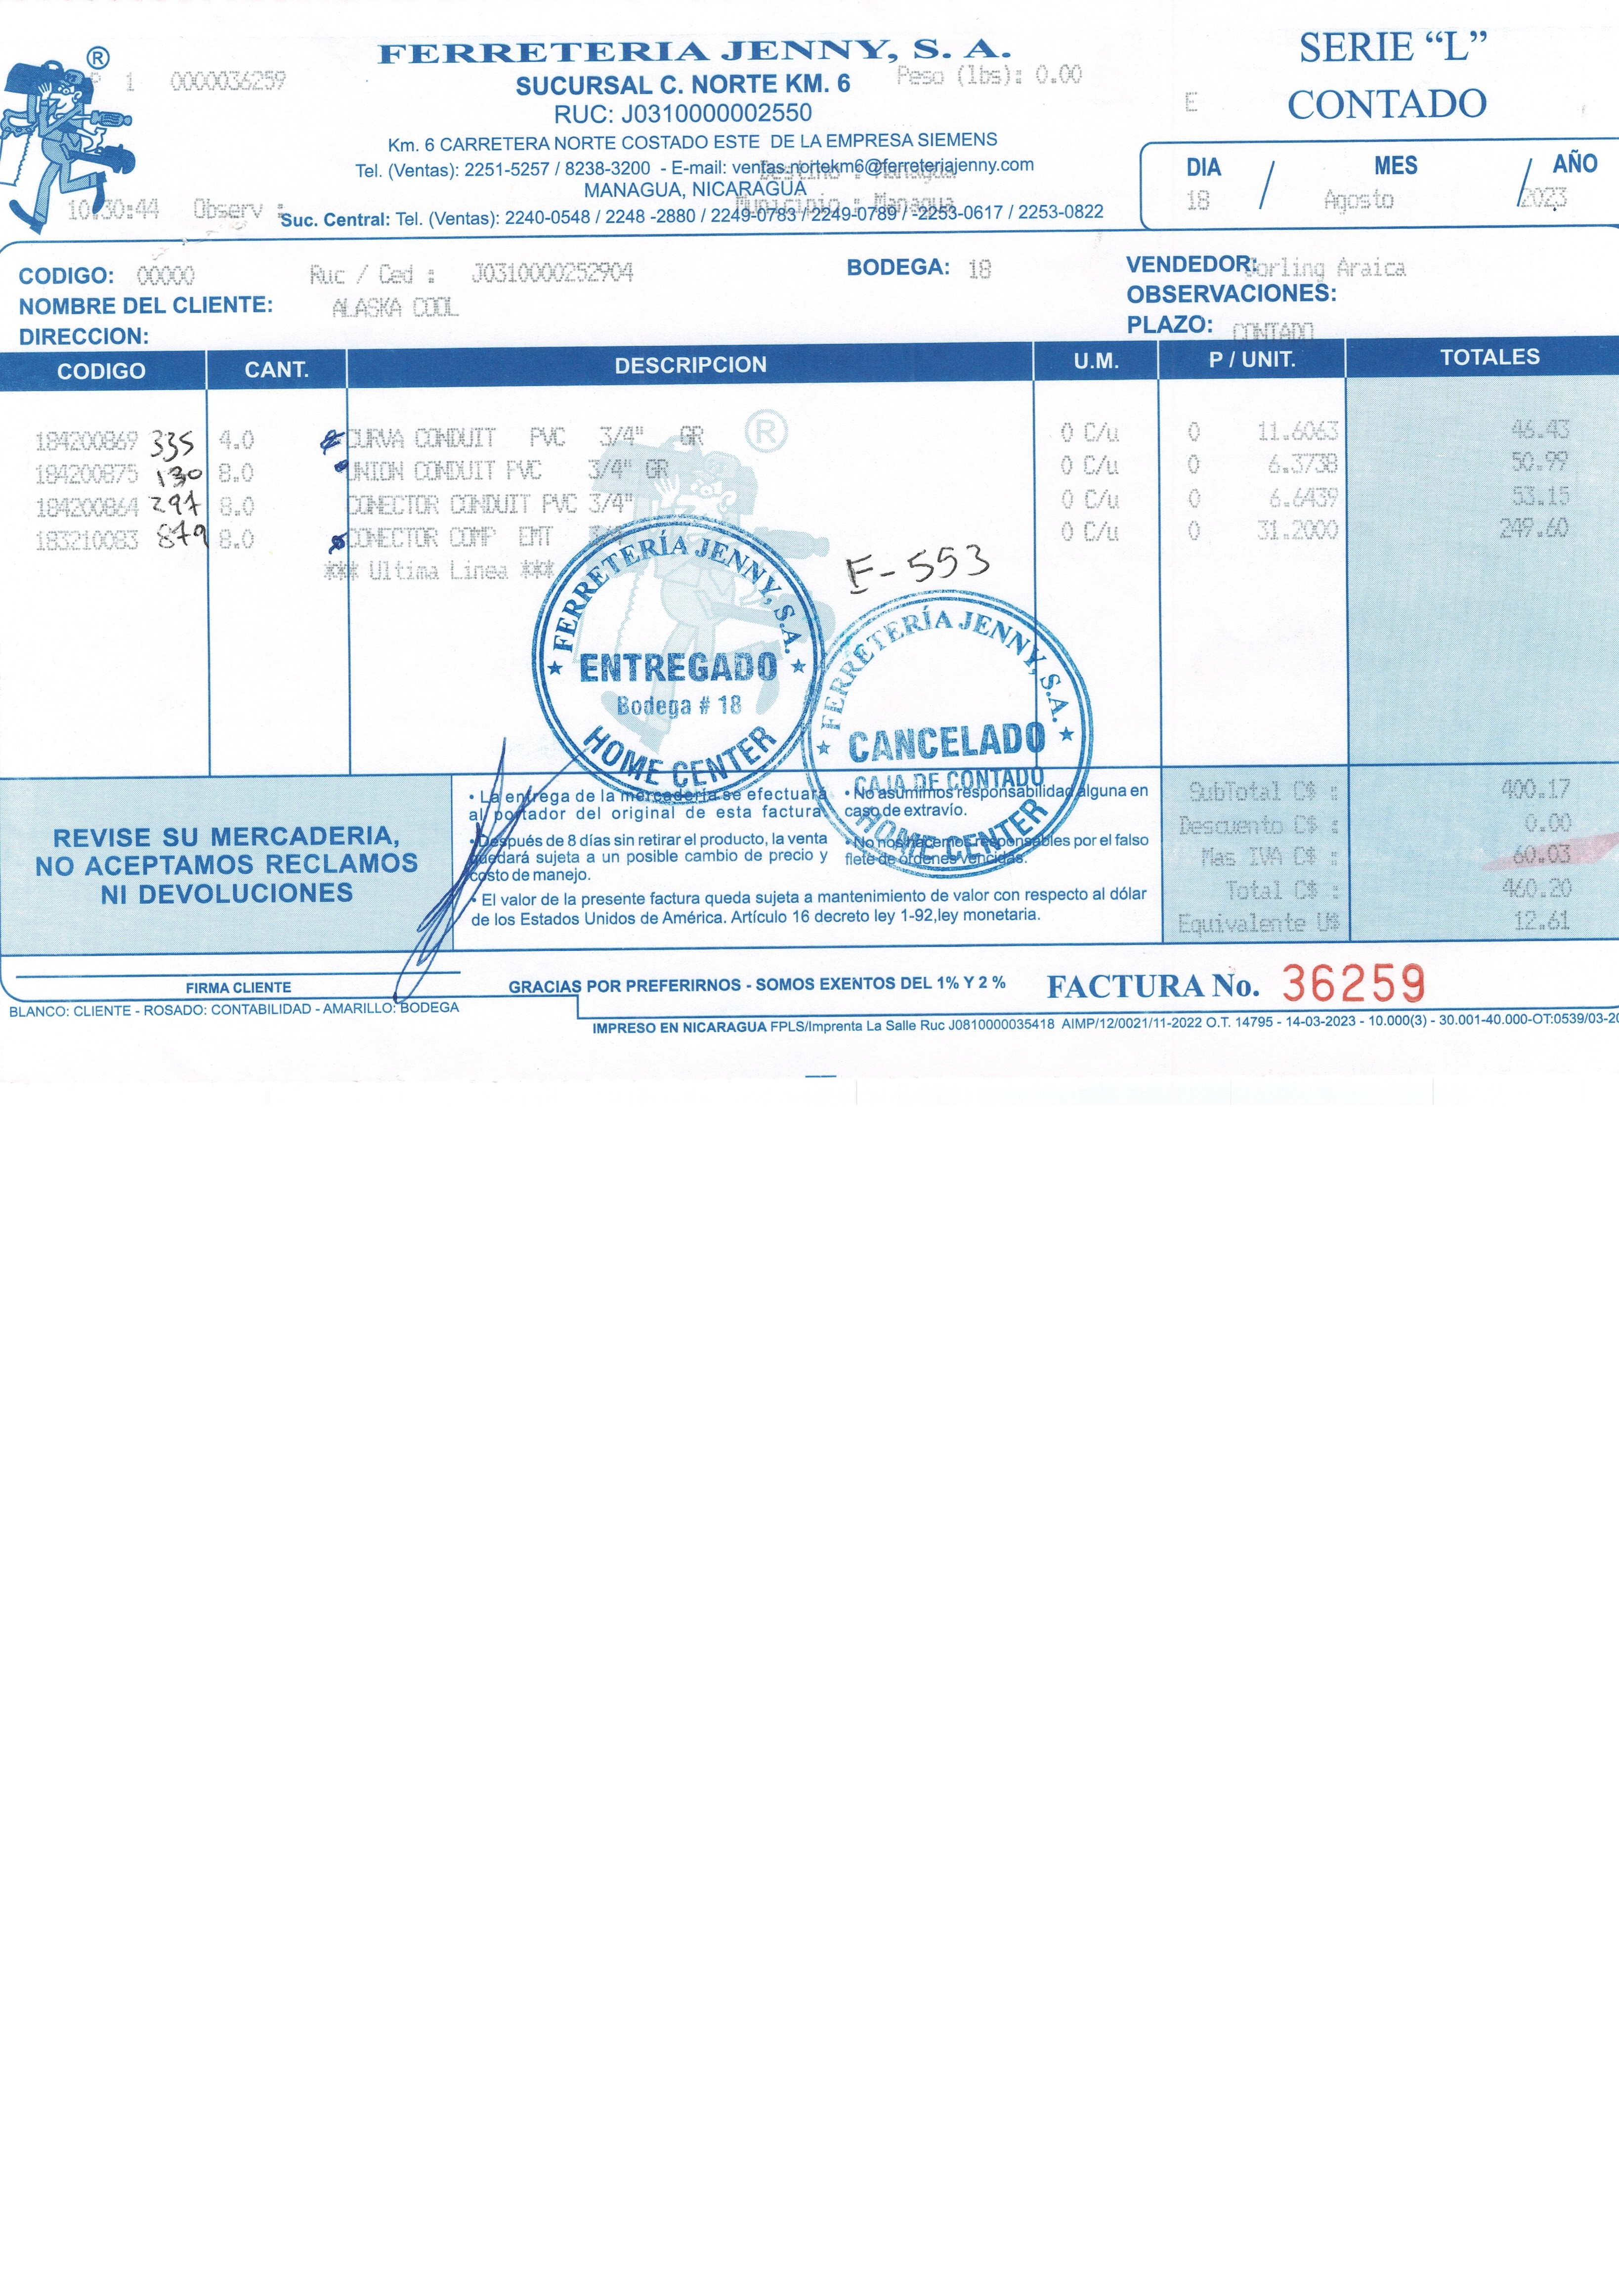 ®
P 1 0000036259
FERRETERIA JENNY, S. A.
SUCURSAL C. NORTE KM. 6
Peso (lbs): 0.00
RUC: J0310000002550
E
SERIE “L”
CONTADO
Km. 6 CARRETERA NORTE COSTADO ESTE DE LA EMPRESA SIEMENS
Tel. (Ventas): 2251-5257 / 8238-3200 - E-mail: ventas.nortekm6@ferreteriajenny.com
Destino : Managua
MANAGUA, NICARAGUA
Municipio : Managua
10:30:44 Observ :
Suc. Central: Tel. (Ventas): 2240-0548 / 2248 -2880 / 2249-0783 / 2249-0789 / -2253-0617 / 2253-0822
DIA / MES / AÑO
18 Agosto 2023
CODIGO: 00000 Ruc / Ced : J0310000252904 BODEGA: 18 VENDEDOR: Araica
NOMBRE DEL CLIENTE: ALASKA COOL OBSERVACIONES:
DIRECCION: PLAZO: CONTADO
CODIGO CANT. DESCRIPCION U.M. P / UNIT. TOTALES
184200869 335 4.0 CURVA CONDUIT PVC 3/4" GR 0 C/u 0 11.6063 46.43
184200875 130 8.0 UNION CONDUIT PVC 3/4" GR 0 C/u 0 6.3738 50.99
184200864 297 8.0 CONECTOR CONDUIT PVC 3/4" 0 C/u 0 6.6439 53.15
183210083 879 8.0 CONECTOR COMP EMT 0 C/u 0 31.2000 249.60
*** Ultima Linea ***
®
F-553
FERRETERÍA JENNY, S.A.
ENTREGADO
Bodega # 18
HOME CENTER
FERRETERÍA JENNY, S.A.
CANCELADO
CAJA DE CONTADO
HOME CENTER
REVISE SU MERCADERIA,
NO ACEPTAMOS RECLAMOS
NI DEVOLUCIONES
• La entrega de la mercaderia se efectuará
al portador del original de esta factura.
• Después de 8 días sin retirar el producto, la venta
quedará sujeta a un posible cambio de precio y
costo de manejo.
• No asumimos responsabilidad alguna en
caso de extravío.
• No nos hacemos responsables por el falso
flete de ordenes vencidas.
• El valor de la presente factura queda sujeta a mantenimiento de valor con respecto al dólar
de los Estados Unidos de América. Artículo 16 decreto ley 1-92,ley monetaria.
SubTotal C$ : 400.17
Descuento C$ : 0.00
Mas IVA C$ : 60.03
Total C$ : 460.20
Equivalente U$ 12.61
FIRMA CLIENTE
GRACIAS POR PREFERIRNOS - SOMOS EXENTOS DEL 1% Y 2 %
FACTURA No. 36259
BLANCO: CLIENTE - ROSADO: CONTABILIDAD - AMARILLO: BODEGA
IMPRESO EN NICARAGUA FPLS/Imprenta La Salle Ruc J0810000035418 AIMP/12/0021/11-2022 O.T. 14795 - 14-03-2023 - 10.000(3) - 30.001-40.000-OT:0539/03-20